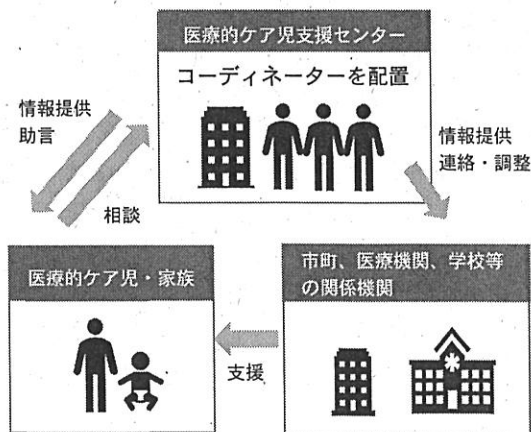 医療的ケア児支援センター
コーディネーターを配置
情報提供
助言
相談
情報提供
連絡・調整
医療的ケア児・家族
市町、医療機関、学校等
の関係機関
支援